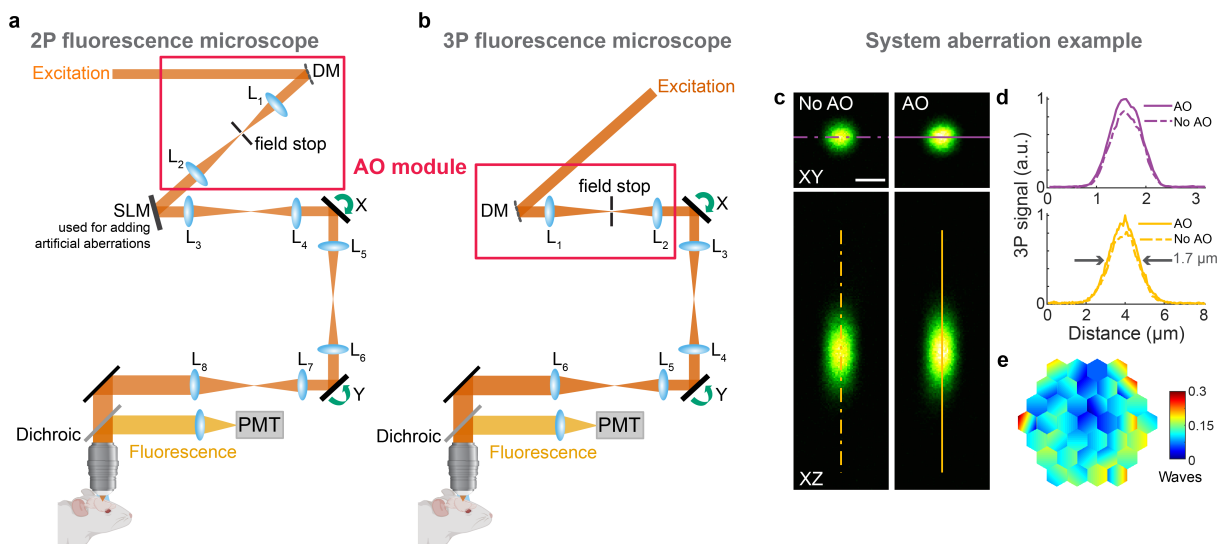 a
2P fluorescence microscope
Excitation
DM
L1
field stop
L2
AO module
SLM
used for adding
artificial aberrations
L3
L4
X
L5
L6
L7
L8
Y
Dichroic
PMT
Fluorescence
b
3P fluorescence microscope
Excitation
field stop
DM
L1
L2
X
L3
L4
L5
L6
Y
Dichroic
PMT
Fluorescence
System aberration example
c
No AO
AO
XY
XZ
d
3P signal (a.u.)
1
0
AO
No AO
0 1 2 3
1
0
AO
No AO
1.7 µm
0 2 4 6 8
Distance (µm)
e
0.3
0.15
0
Waves